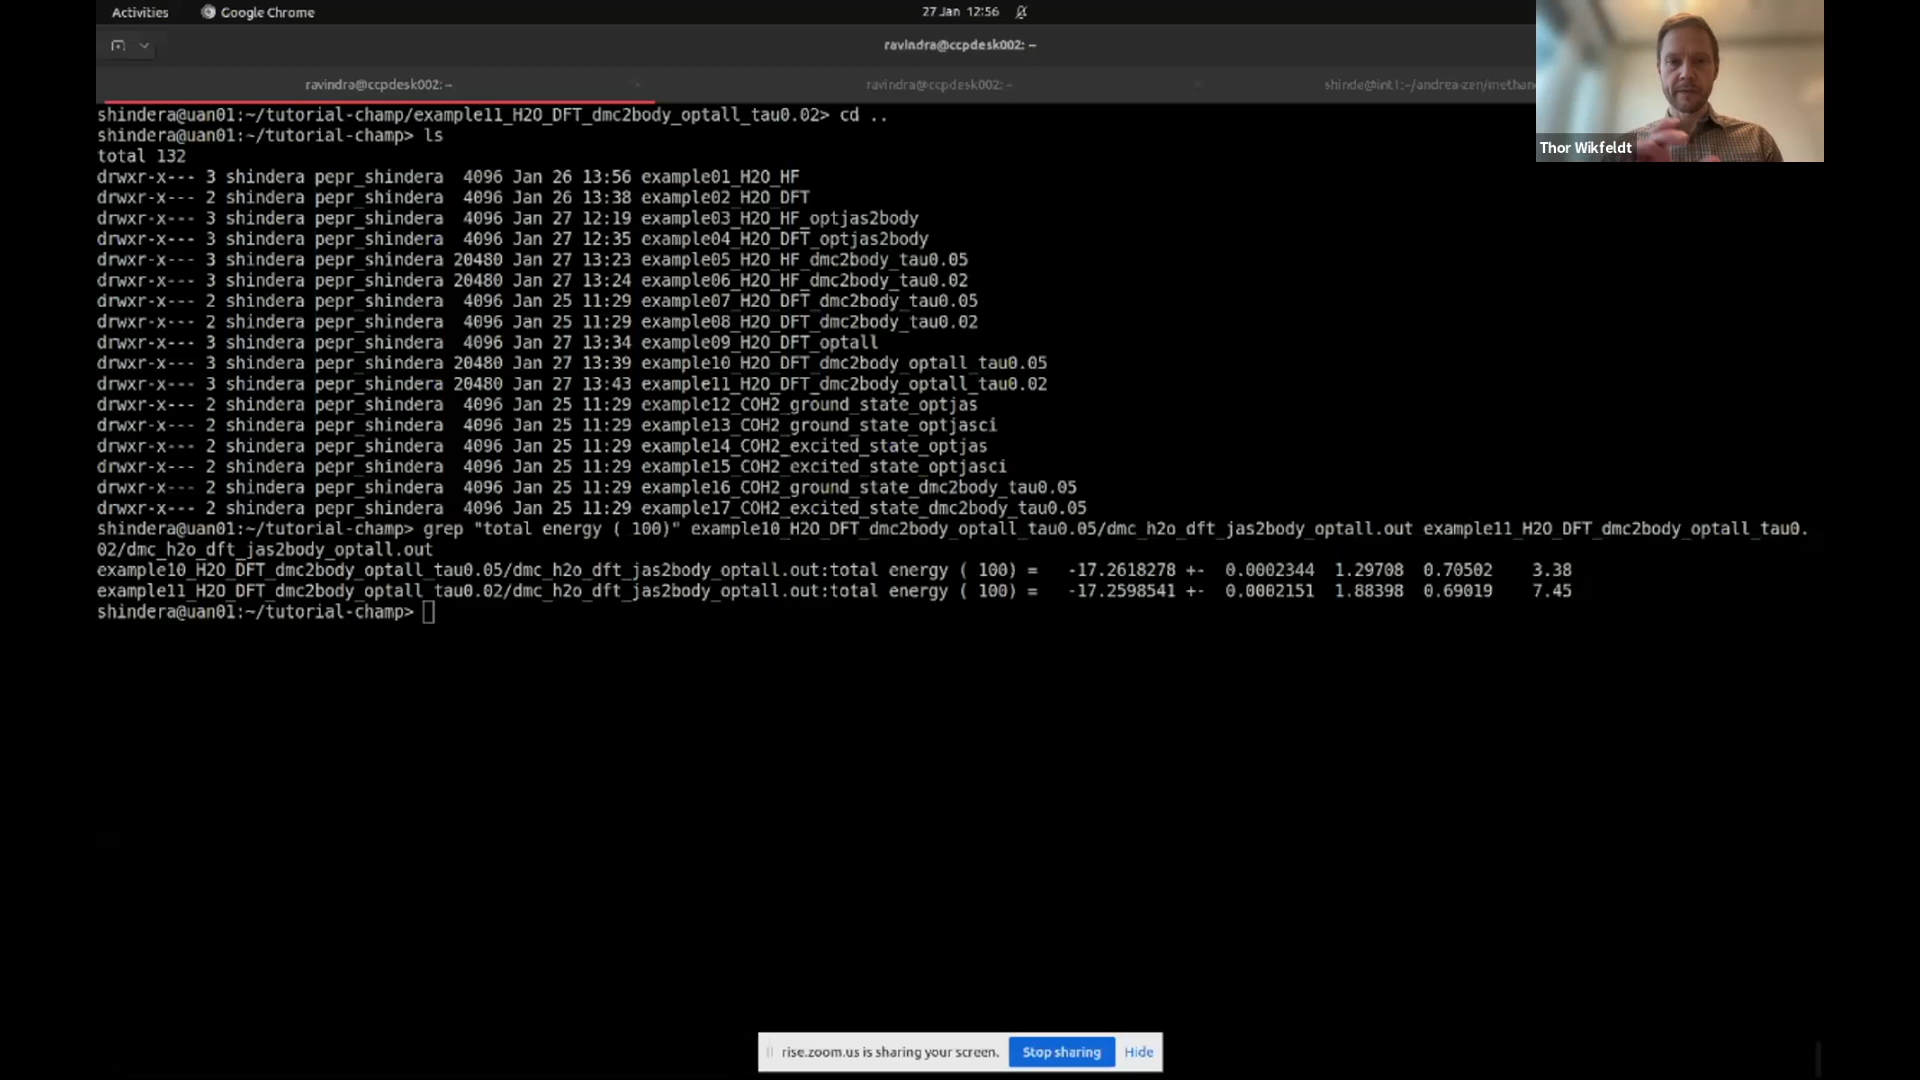 Activities Google Chrome 27 Jan 12:56
ravindra@ccpdesk002: ~
ravindra@ccpdesk002: ~ ravindra@ccpdesk002: ~ shinde@int1:~/andrea-zen/methan
shindera@uan01:~/tutorial-champ/example11_H2O_DFT_dmc2body_optall_tau0.02> cd ..
shindera@uan01:~/tutorial-champ> ls
total 132
drwxr-x--- 3 shindera pepr_shindera 4096 Jan 26 13:56 example01_H2O_HF
drwxr-x--- 2 shindera pepr_shindera 4096 Jan 26 13:38 example02_H2O_DFT
drwxr-x--- 3 shindera pepr_shindera 4096 Jan 27 12:19 example03_H2O_HF_optjas2body
drwxr-x--- 3 shindera pepr_shindera 4096 Jan 27 12:35 example04_H2O_DFT_optjas2body
drwxr-x--- 3 shindera pepr_shindera 20480 Jan 27 13:23 example05_H2O_HF_dmc2body_tau0.05
drwxr-x--- 3 shindera pepr_shindera 20480 Jan 27 13:24 example06_H2O_HF_dmc2body_tau0.02
drwxr-x--- 2 shindera pepr_shindera 4096 Jan 25 11:29 example07_H2O_DFT_dmc2body_tau0.05
drwxr-x--- 2 shindera pepr_shindera 4096 Jan 25 11:29 example08_H2O_DFT_dmc2body_tau0.02
drwxr-x--- 3 shindera pepr_shindera 4096 Jan 27 13:34 example09_H2O_DFT_optall
drwxr-x--- 3 shindera pepr_shindera 20480 Jan 27 13:39 example10_H2O_DFT_dmc2body_optall_tau0.05
drwxr-x--- 3 shindera pepr_shindera 20480 Jan 27 13:43 example11_H2O_DFT_dmc2body_optall_tau0.02
drwxr-x--- 2 shindera pepr_shindera 4096 Jan 25 11:29 example12_COH2_ground_state_optjas
drwxr-x--- 2 shindera pepr_shindera 4096 Jan 25 11:29 example13_COH2_ground_state_optjasci
drwxr-x--- 2 shindera pepr_shindera 4096 Jan 25 11:29 example14_COH2_excited_state_optjas
drwxr-x--- 2 shindera pepr_shindera 4096 Jan 25 11:29 example15_COH2_excited_state_optjasci
drwxr-x--- 2 shindera pepr_shindera 4096 Jan 25 11:29 example16_COH2_ground_state_dmc2body_tau0.05
drwxr-x--- 2 shindera pepr_shindera 4096 Jan 25 11:29 example17_COH2_excited_state_dmc2body_tau0.05
shindera@uan01:~/tutorial-champ> grep "total energy ( 100)" example10_H2O_DFT_dmc2body_optall_tau0.05/dmc_h2o_dft_jas2body_optall.out example11_H2O_DFT_dmc2body_optall_tau0.
02/dmc_h2o_dft_jas2body_optall.out
example10_H2O_DFT_dmc2body_optall_tau0.05/dmc_h2o_dft_jas2body_optall.out:total energy ( 100) = -17.2618278 +- 0.0002344 1.29708 0.70502 3.38
example11_H2O_DFT_dmc2body_optall_tau0.02/dmc_h2o_dft_jas2body_optall.out:total energy ( 100) = -17.2598541 +- 0.0002151 1.88398 0.69019 7.45
shindera@uan01:~/tutorial-champ>
Thor Wikfeldt
rise.zoom.us is sharing your screen. Stop sharing Hide